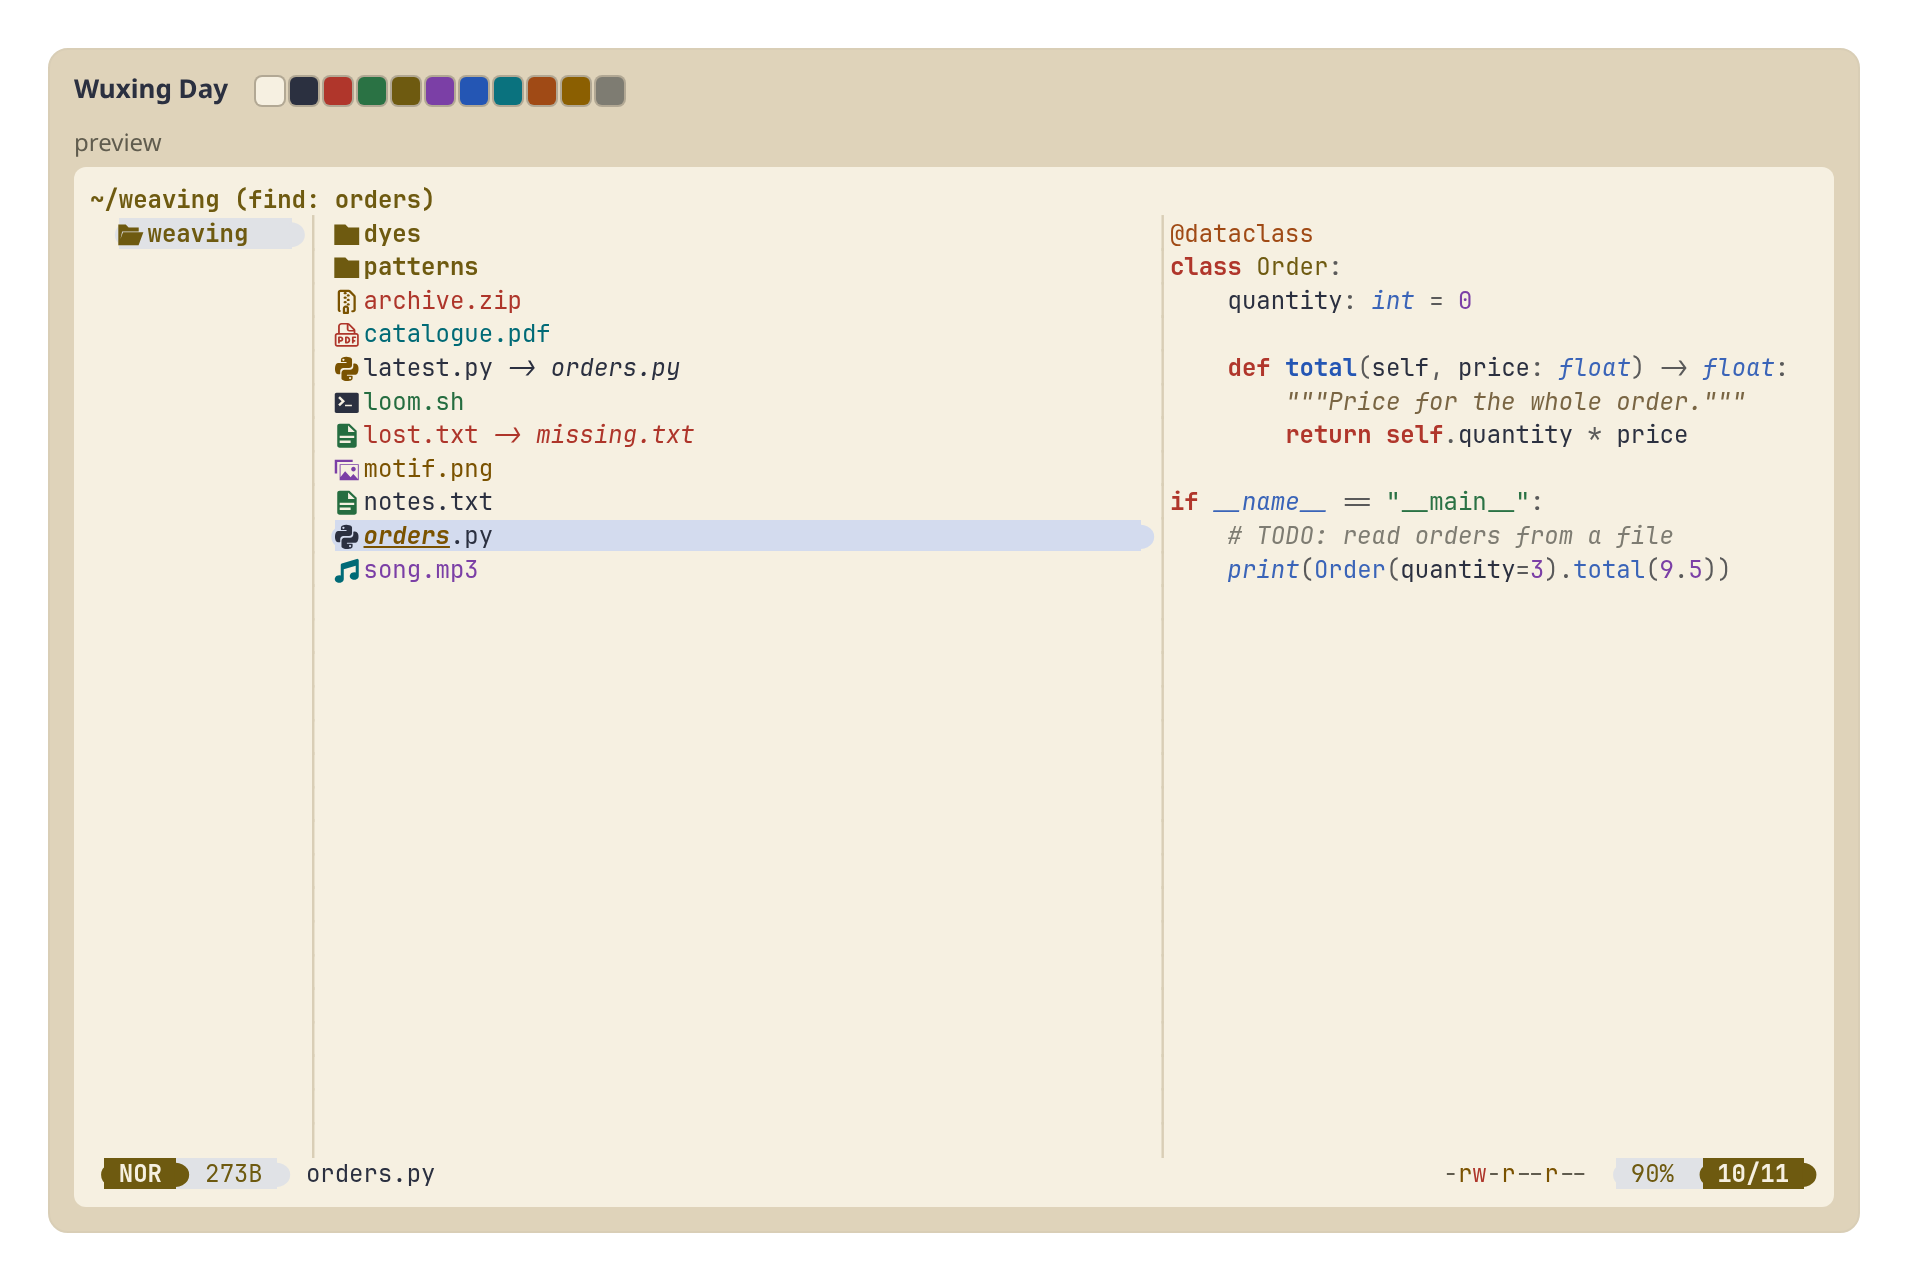 Wuxing Day
preview
~/weaving (find: orders)
weaving
dyes
patterns
archive.zip
catalogue.pdf
latest.py -> orders.py
loom.sh
lost.txt -> missing.txt
motif.png
notes.txt
orders.py
song.mp3
@dataclass
class Order:
    quantity: int = 0
    def total(self, price: float) -> float:
        """Price for the whole order."""
        return self.quantity * price
if __name__ == "__main__":
    # TODO: read orders from a file
    print(Order(quantity=3).total(9.5))
NOR 273B orders.py -rw-r--r-- 90% 10/11